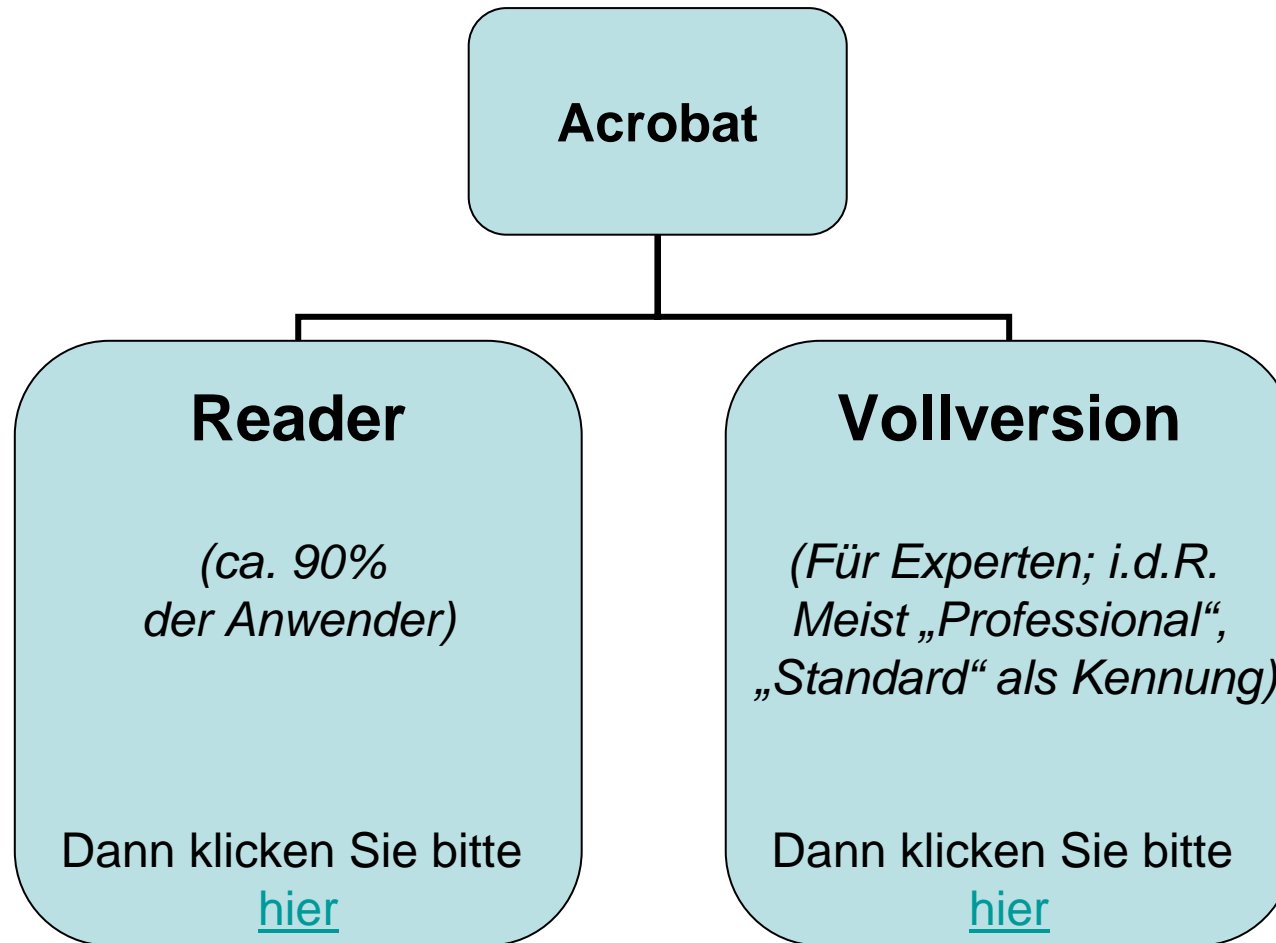 Acrobat
Reader
(ca. 90%
der Anwender)
Dann klicken Sie bitte
hier
Vollversion
(Für Experten; i.d.R.
Meist „Professional“,
„Standard“ als Kennung)
Dann klicken Sie bitte
hier